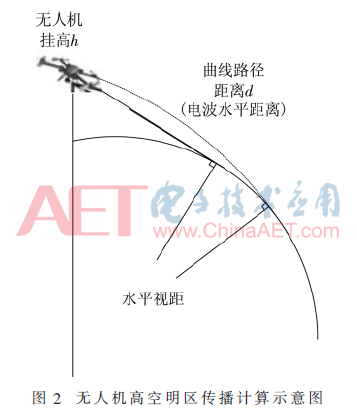 无人机
挂高h
曲线路径
距离d
(电波水平距离)
AET 电子技术应用
www.ChinaAET.com
水平视距
图 2 无人机高空明区传播计算示意图